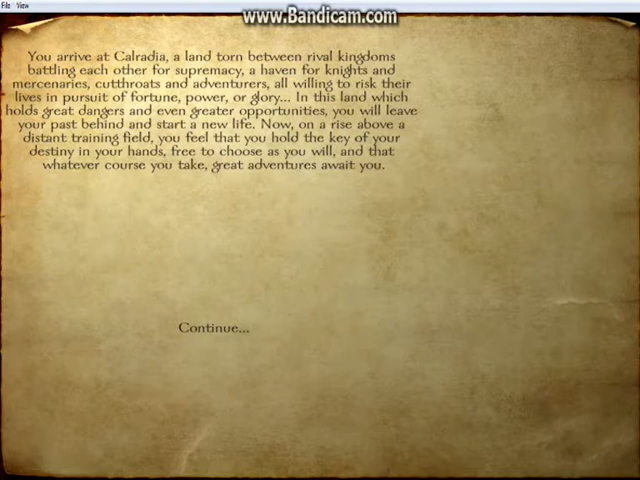 File View
www.Bandicam.com
You arrive at Calradia, a land torn between rival kingdoms
battling each other for supremacy, a haven for knights and
mercenaries, cutthroats and adventurers, all willing to risk their
lives in pursuit of fortune, power, or glory... In this land which
holds great dangers and even greater opportunities, you will leave
your past behind and start a new life. Now, on a rise above a
distant training field, you feel that you hold the key of your
destiny in your hands, free to choose as you will, and that
whatever course you take, great adventures await you.
Continue...